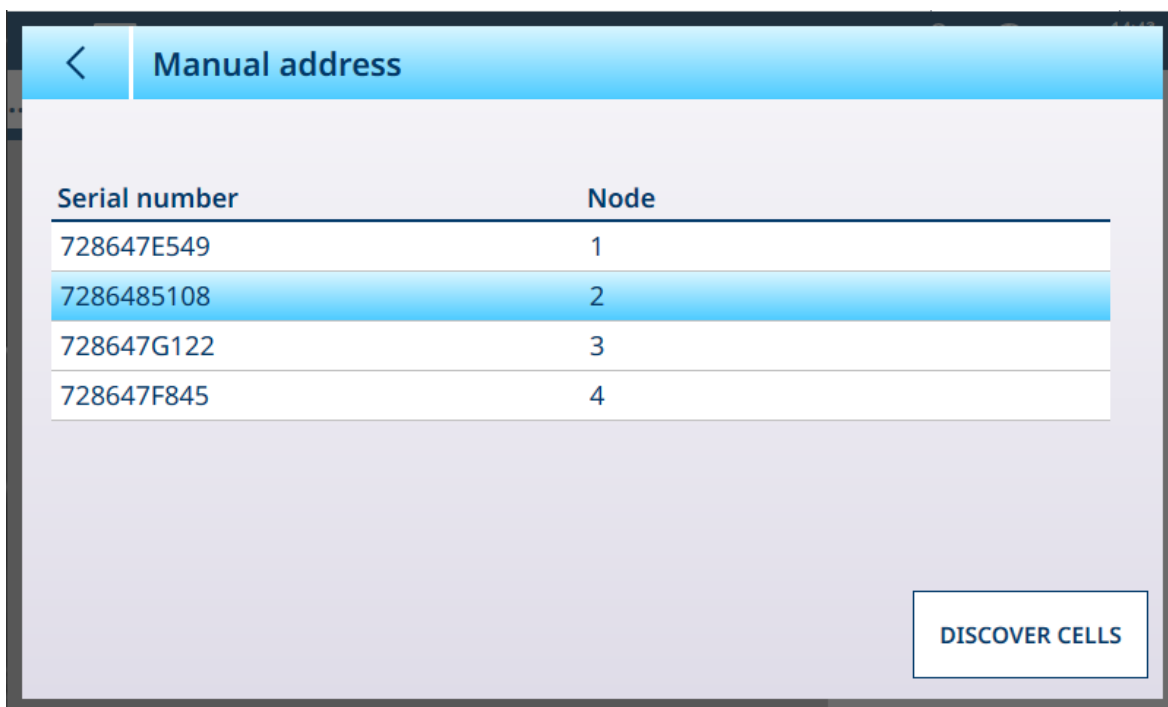 Manual address
Serial number Node
728647E549 1
7286485108 2
728647G122 3
728647F845 4
DISCOVER CELLS